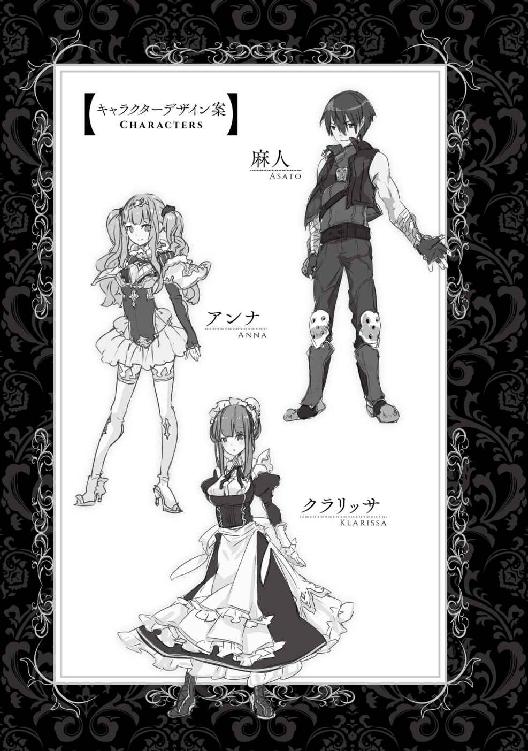 【キャラクターデザイン案】
CHARACTERS
麻人
ASATO
アンナ
ANNA
クラリッサ
KLARISSA